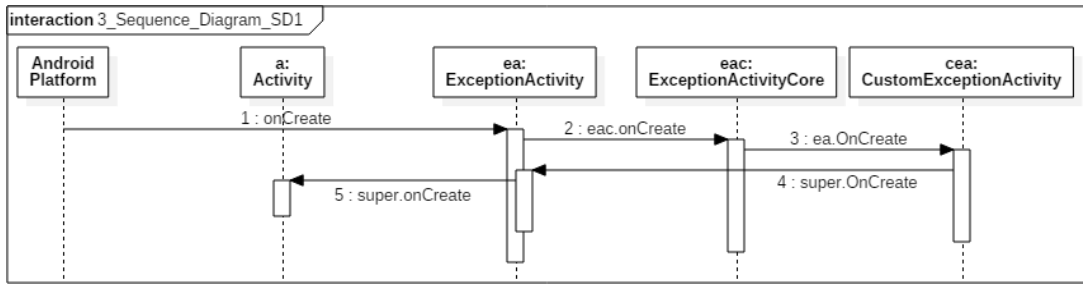 interaction 3_Sequence_Diagram_SD1
Android
Platform
a:
Activity
ea:
ExceptionActivity
eac:
ExceptionActivityCore
cea:
CustomExceptionActivity
1 : onCreate
2 : eac.onCreate
3 : ea.OnCreate
4 : super.OnCreate
5 : super.onCreate